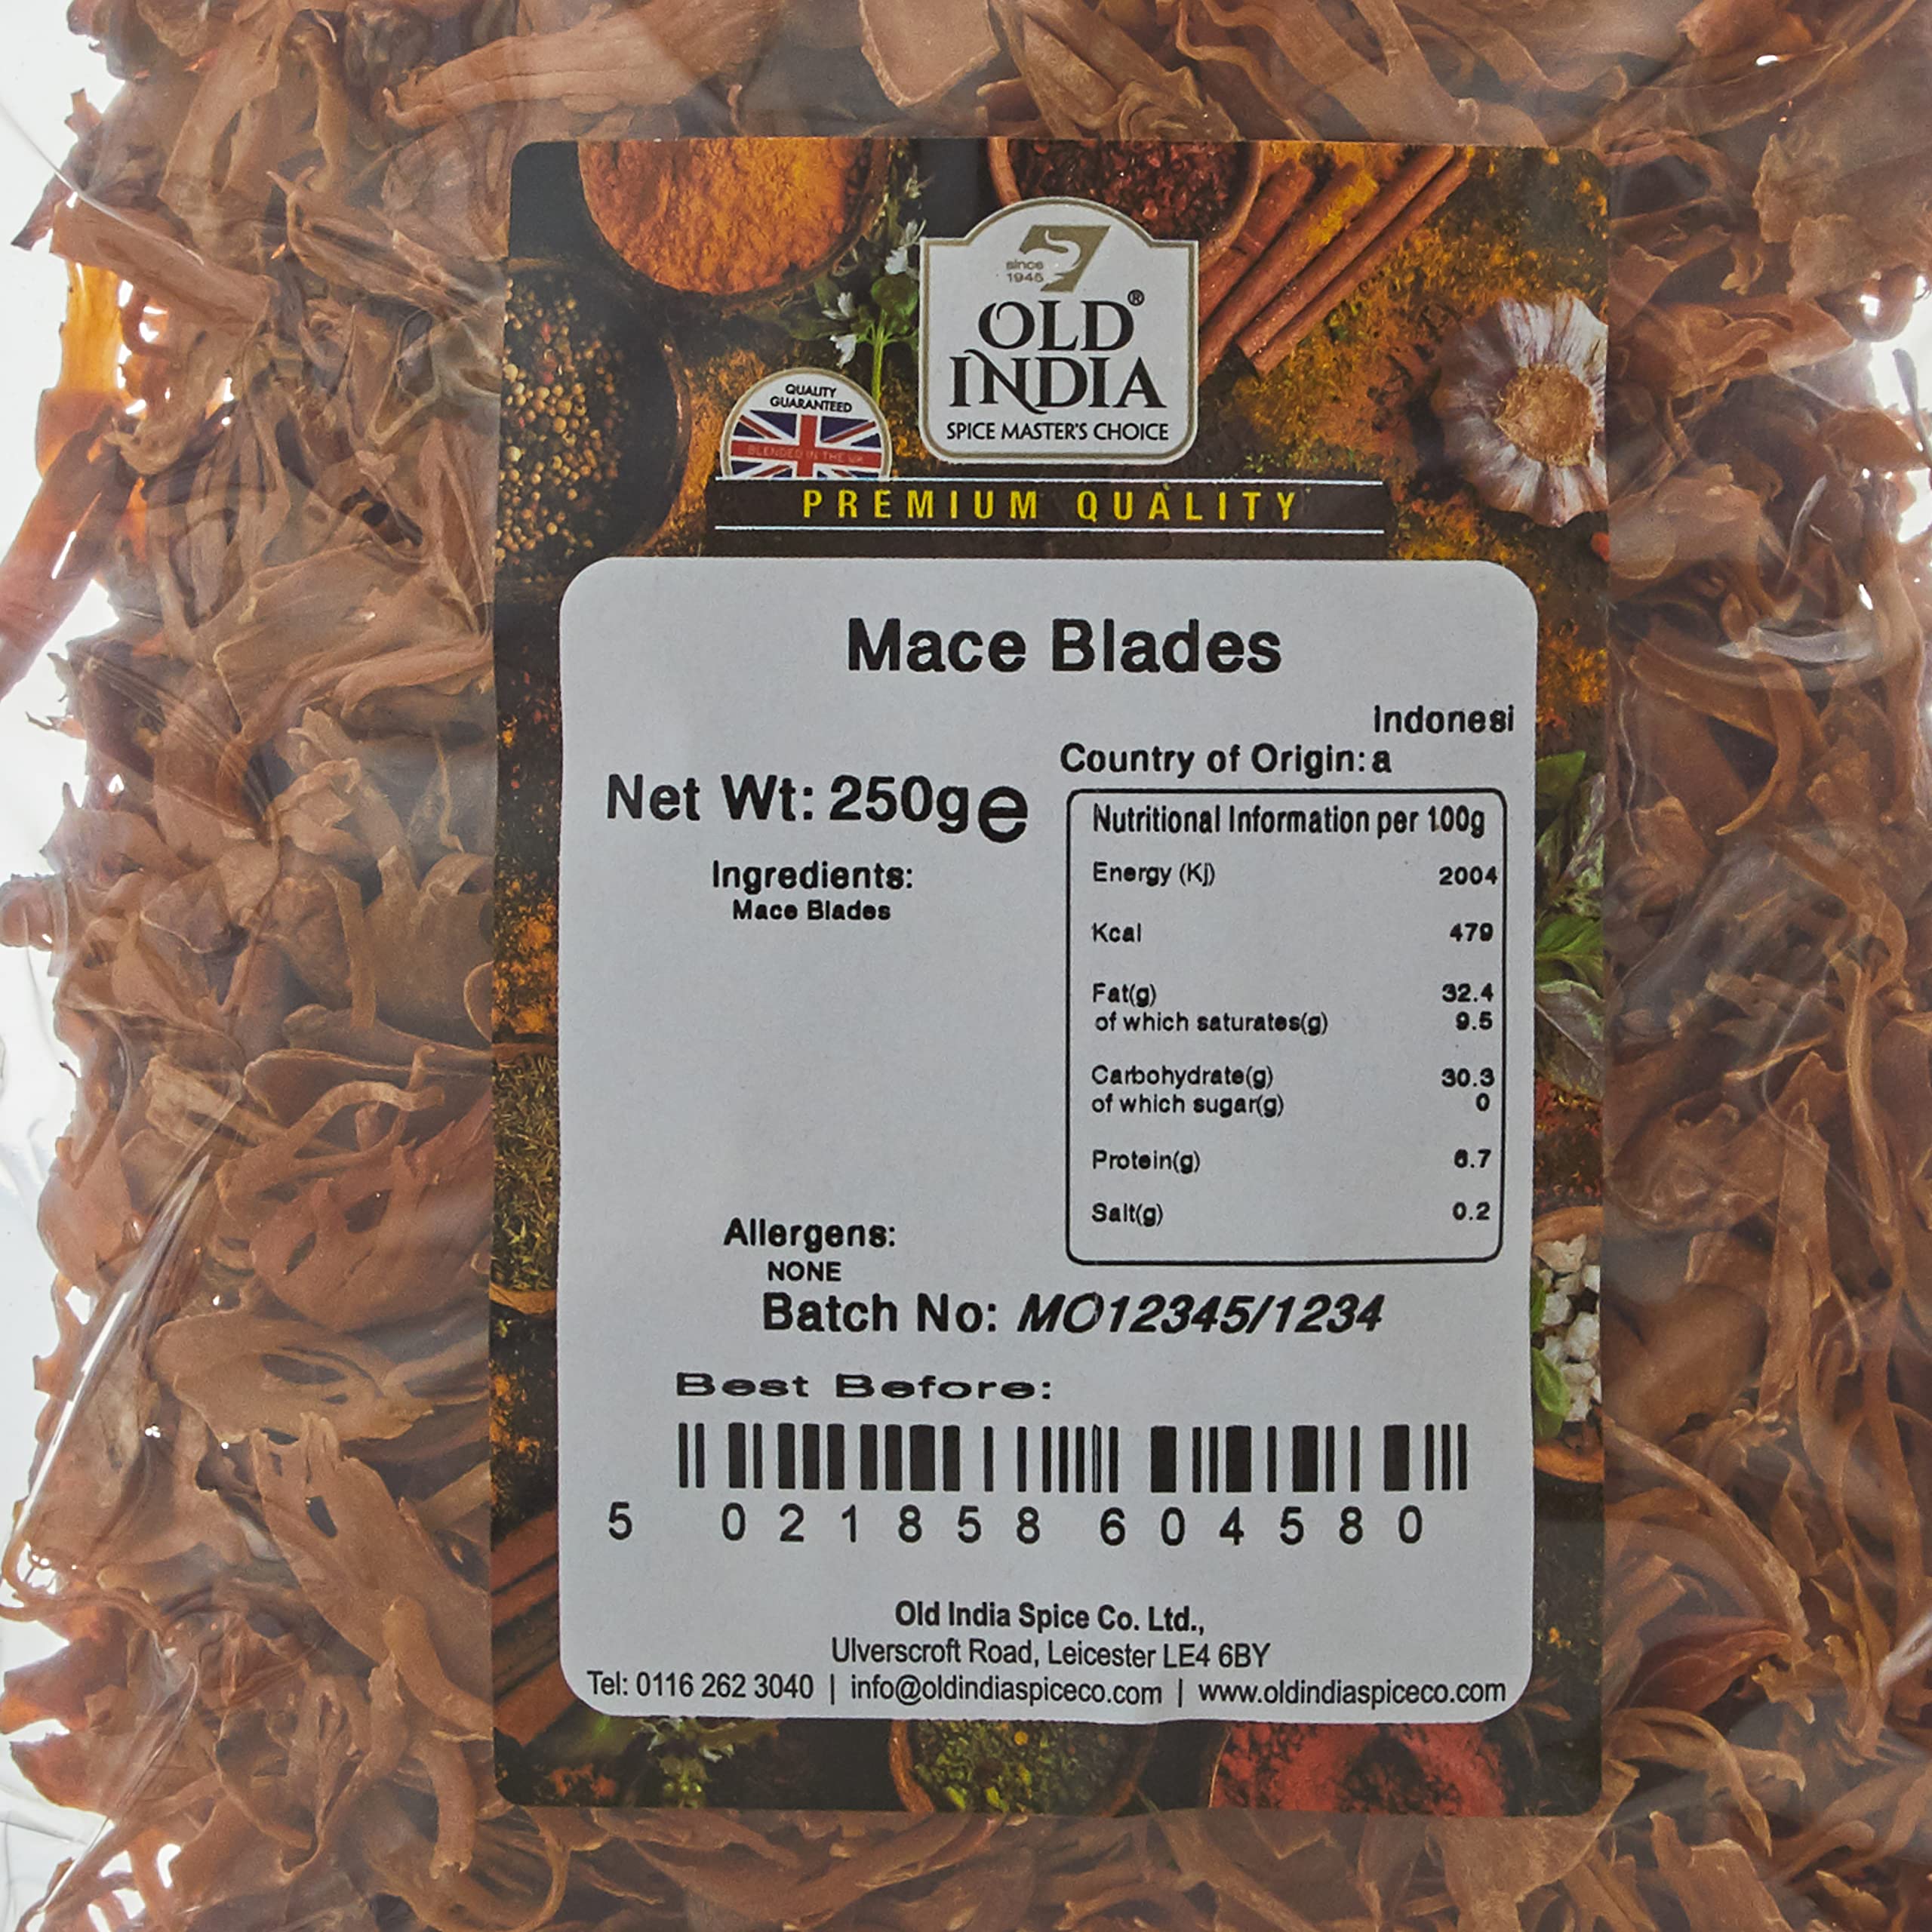 since
1945
OLD®
INDIA
SPICE MASTER'S CHOICE
QUALITY
GUARANTEED
BLENDED IN THE UK
PREMIUM QUALITY
Mace Blades
Indonesi
Country of Origin: a
Net Wt: 250g e
Nutritional Information per 100g
Energy (Kj) 2004
Kcal 479
Fat(g) 32.4
of which saturates(g) 9.5
Carbohydrate(g) 30.3
of which sugar(g) 0
Protein(g) 6.7
Salt(g) 0.2
Ingredients:
Mace Blades
Allergens:
NONE
Batch No: MO12345/1234
Best Before:
5 021858 604580
Old India Spice Co. Ltd.,
Ulverscroft Road, Leicester LE4 6BY
Tel: 0116 262 3040 | info@oldindiaspiceco.com | www.oldindiaspiceco.com